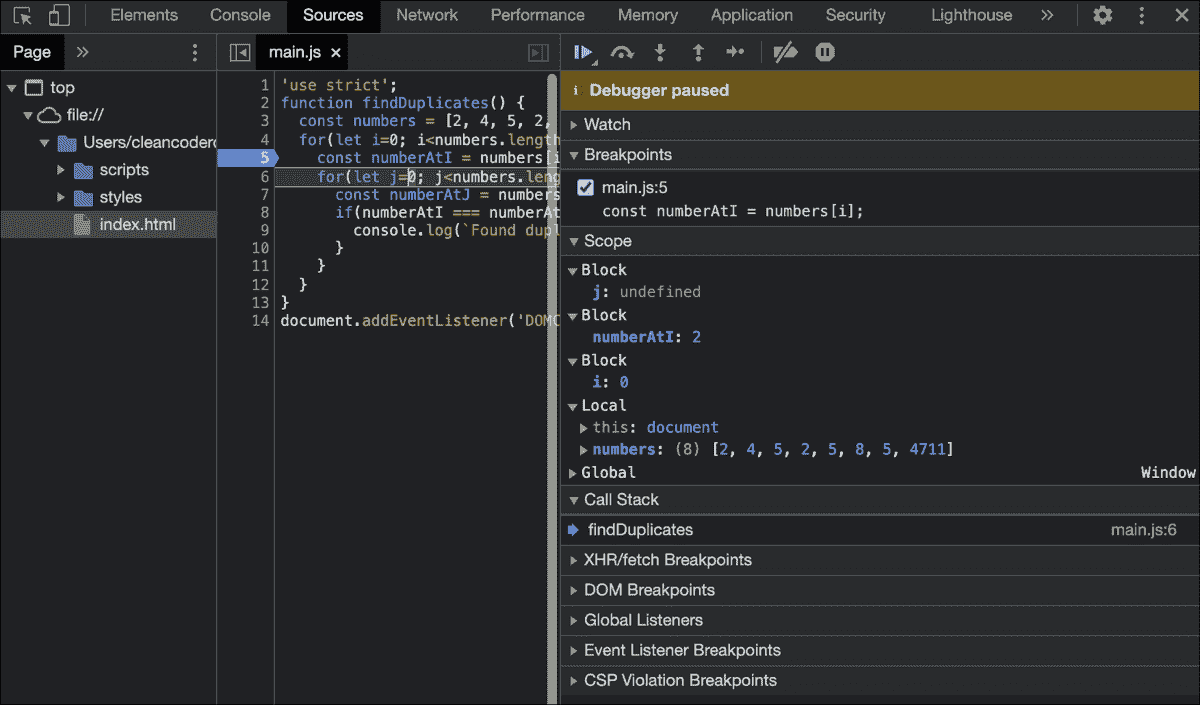 Elements Console Sources Network Performance Memory Application Security Lighthouse
Page
main.js
top
file://
Users/cleancoder
scripts
styles
index.html
1 'use strict';
2 function findDuplicates() {
3 const numbers = [2, 4, 5, 2,
4 for(let i=0; i<numbers.length
5 const numberAtI = numbers[i
6 for(let j=0; j<numbers.leng
7 const numberAtJ = numbers
8 if(numberAtI === numberAt
9 console.log(`Found dupl
10 }
11 }
12 }
13 }
14 document.addEventListener('DOMC
Debugger paused
Watch
Breakpoints
main.js:5
const numberAtI = numbers[i];
Scope
Block
j: undefined
Block
numberAtI: 2
Block
i: 0
Local
this: document
numbers: (8) [2, 4, 5, 2, 5, 8, 5, 4711]
Global Window
Call Stack
findDuplicates main.js:6
XHR/fetch Breakpoints
DOM Breakpoints
Global Listeners
Event Listener Breakpoints
CSP Violation Breakpoints